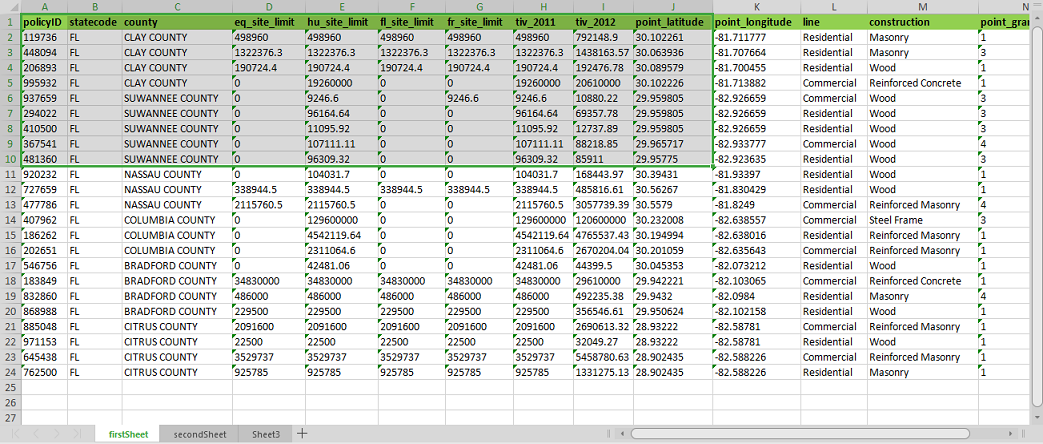 A B C D E F G H I J K L M N
1 policyID statecode county eq_site_limit hu_site_limit fl_site_limit fr_site_limit tiv_2011 tiv_2012 point_latitude point_longitude line construction point_gran
2 119736 FL CLAY COUNTY 498960 498960 498960 498960 498960 792148.9 30.102261 -81.711777 Residential Masonry 1
3 448094 FL CLAY COUNTY 1322376.3 1322376.3 1322376.3 1322376.3 1322376.3 1438163.57 30.063936 -81.707664 Residential Masonry 3
4 206893 FL CLAY COUNTY 190724.4 190724.4 190724.4 190724.4 190724.4 192476.78 30.089579 -81.700455 Residential Wood 1
5 995932 FL CLAY COUNTY 0 19260000 0 0 19260000 20610000 30.102226 -81.713882 Commercial Reinforced Concrete 1
6 937659 FL SUWANNEE COUNTY 0 9246.6 0 9246.6 9246.6 10880.22 29.959805 -82.926659 Commercial Wood 3
7 294022 FL SUWANNEE COUNTY 0 96164.64 0 0 96164.64 69357.78 29.959805 -82.926659 Residential Wood 3
8 410500 FL SUWANNEE COUNTY 0 11095.92 0 0 11095.92 12737.89 29.959805 -82.926659 Residential Wood 3
9 367541 FL SUWANNEE COUNTY 0 107111.11 0 0 107111.11 88218.85 29.965717 -82.933777 Commercial Wood 4
10 481360 FL SUWANNEE COUNTY 0 96309.32 0 0 96309.32 85911 29.95775 -82.923635 Residential Wood 3
11 920232 FL NASSAU COUNTY 0 104031.7 0 0 104031.7 168443.97 30.39431 -81.93397 Residential Wood 1
12 727659 FL NASSAU COUNTY 338944.5 338944.5 338944.5 338944.5 338944.5 485816.61 30.56267 -81.830429 Residential Wood 1
13 477786 FL NASSAU COUNTY 2115760.5 2115760.5 0 0 2115760.5 3057739.39 30.5579 -81.8249 Commercial Reinforced Masonry 4
14 407962 FL COLUMBIA COUNTY 0 129600000 0 0 129600000 120600000 30.232008 -82.638557 Commercial Steel Frame 3
15 186262 FL COLUMBIA COUNTY 0 4542119.64 0 0 4542119.64 4765537.43 30.194994 -82.638016 Residential Reinforced Masonry 1
16 202651 FL COLUMBIA COUNTY 0 2311064.6 0 0 2311064.6 2670204.04 30.201059 -82.635643 Commercial Reinforced Masonry 1
17 546756 FL BRADFORD COUNTY 0 42481.06 0 0 42481.06 44399.5 30.045353 -82.073212 Residential Wood 1
18 183849 FL BRADFORD COUNTY 34830000 34830000 34830000 34830000 34830000 29610000 29.942221 -82.103065 Commercial Reinforced Concrete 1
19 832860 FL BRADFORD COUNTY 486000 486000 486000 486000 486000 492235.38 29.9432 -82.0984 Residential Masonry 4
20 868988 FL BRADFORD COUNTY 229500 229500 229500 229500 229500 356546.61 29.950624 -82.102158 Residential Wood 1
21 885048 FL CITRUS COUNTY 2091600 2091600 2091600 2091600 2091600 2690613.32 28.93222 -82.58781 Commercial Reinforced Masonry 1
22 971153 FL CITRUS COUNTY 22500 22500 22500 22500 22500 32049.27 28.93222 -82.58781 Residential Wood 1
23 645438 FL CITRUS COUNTY 3529737 3529737 3529737 3529737 3529737 5458780.63 28.902435 -82.588226 Commercial Reinforced Masonry 1
24 762500 FL CITRUS COUNTY 925785 925785 925785 925785 925785 1331275.13 28.902435 -82.588226 Residential Masonry 1
25
26
27
firstSheet secondSheet Sheet3